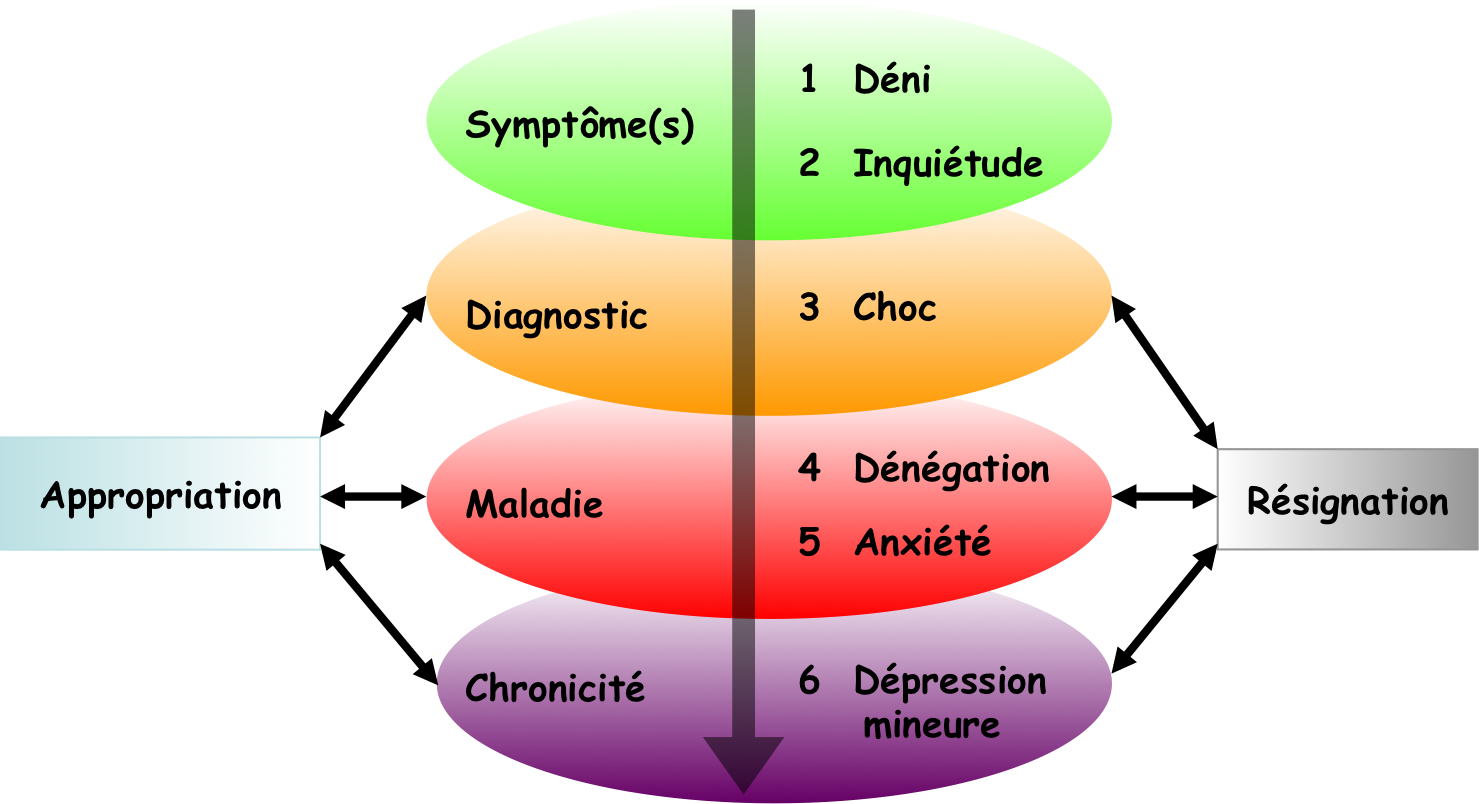 Symptôme(s)
1 Déni
2 Inquiétude
Diagnostic
3 Choc
Appropriation
Maladie
4 Dénégation
5 Anxiété
Résignation
Chronicité
6 Dépression
mineure